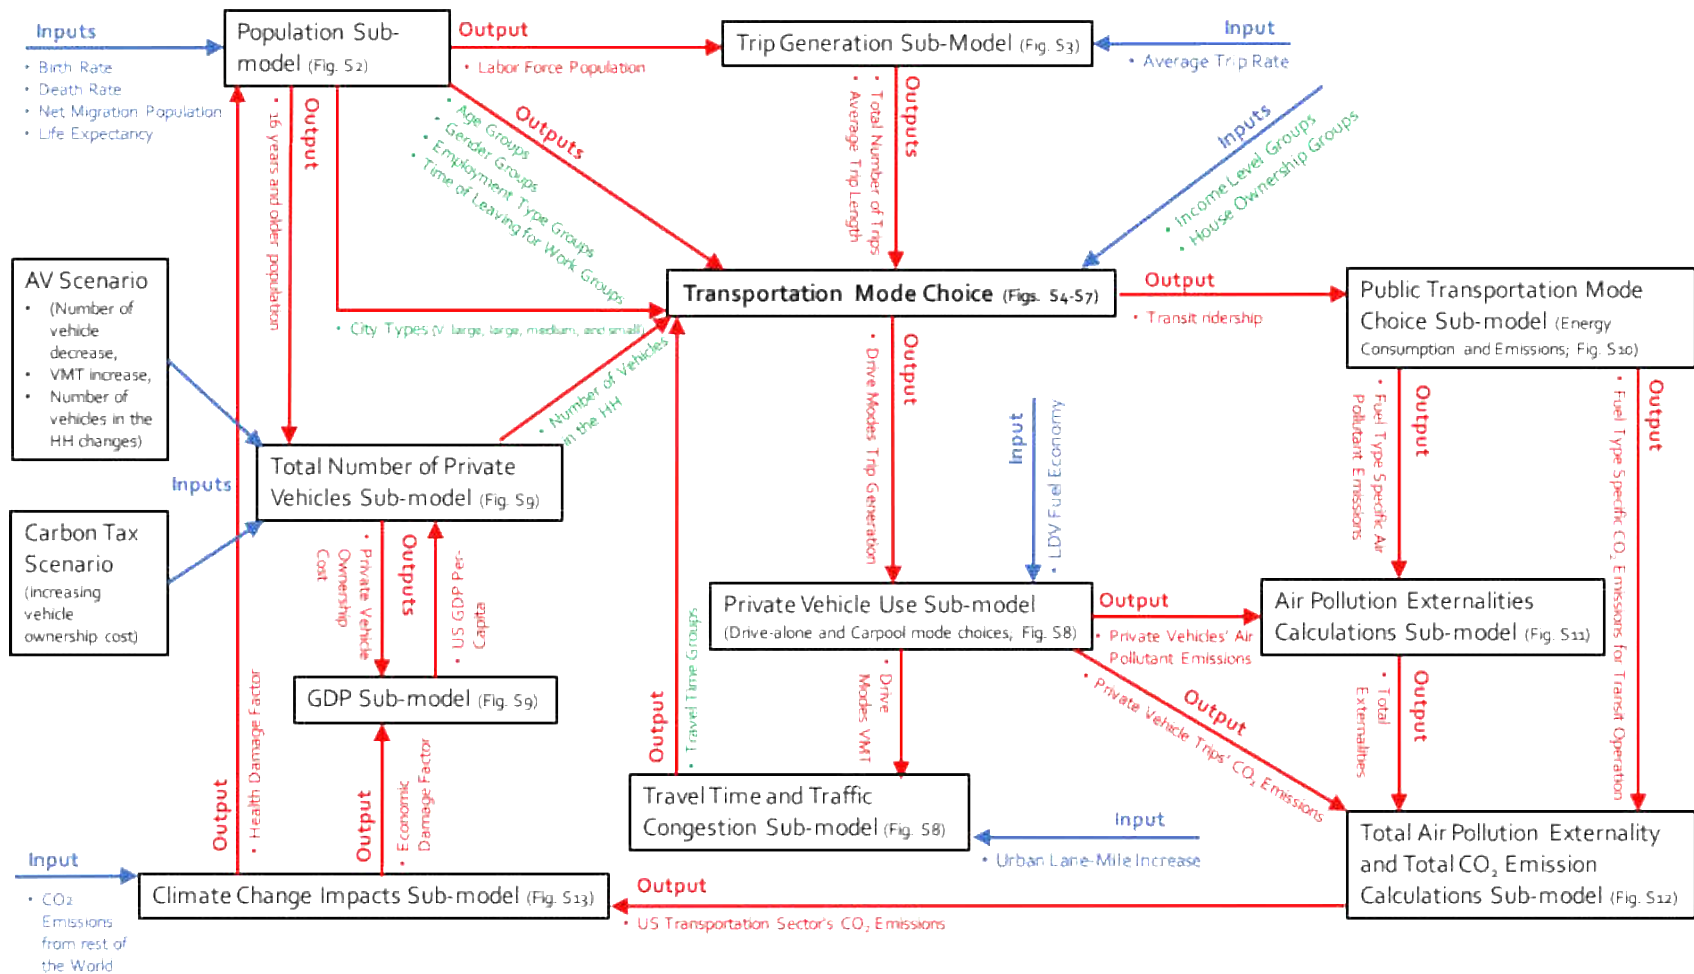 Inputs
• Birth Rate
• Death Rate
• Net Migration Population
• Life Expectancy
Population Sub-
model (Fig. S2)
Output
• Labor Force Population
Trip Generation Sub-Model (Fig. S3)
Input
• Average Trip Rate
Output
• 16 years and older population
Outputs
• Age Groups
• Gender Groups
• Employment Type Groups
• Time of Leaving for Work Groups
Outputs
• Total Number of Trips
• Average Trip Length
Inputs
• Income Level Groups
• House Ownership Groups
• City Types (V. large, large, medium, and small)
Transportation Mode Choice (Figs. S4-S7)
Output
• Transit ridership
Public Transportation Mode
Choice Sub-model (Energy
Consumption and Emissions; Fig. S10)
AV Scenario
• (Number of
vehicle
decrease,
• VMT increase,
• Number of
vehicles in the
HH changes)
Inputs
Carbon Tax
Scenario
(increasing
vehicle
ownership cost)
Total Number of Private
Vehicles Sub-model (Fig. S9)
• Number of Vehicles
in the HH
Output
• Drive Modes Trip Generation
Input
• LDV Fuel Economy
Output
• Fuel Type Specific Air
Pollutant Emissions
Output
• Fuel Type Specific CO₂ Emissions for Transit Operation
Outputs
• Private Vehicle
Ownership
Cost
• US GDP Per-
Capita
GDP Sub-model (Fig. S9)
Private Vehicle Use Sub-model
(Drive-alone and Carpool mode choices, Fig. S8)
Output
• Private Vehicles' Air
Pollutant Emissions
Air Pollution Externalities
Calculations Sub-model (Fig. S11)
Output
• Private Vehicle Trips' CO₂ Emissions
Output
• Total
Externalities
• Drive
Modes VMT
Output
• Travel Time Groups
Travel Time and Traffic
Congestion Sub-model (Fig. S8)
Input
• Urban Lane-Mile Increase
Output
• Health Damage Factor
Output
• Economic
Damage Factor
Input
• CO2
Emissions
from rest of
the World
Climate Change Impacts Sub-model (Fig. S13)
Output
• US Transportation Sector's CO₂ Emissions
Total Air Pollution Externality
and Total CO₂ Emission
Calculations Sub-model (Fig. S12)